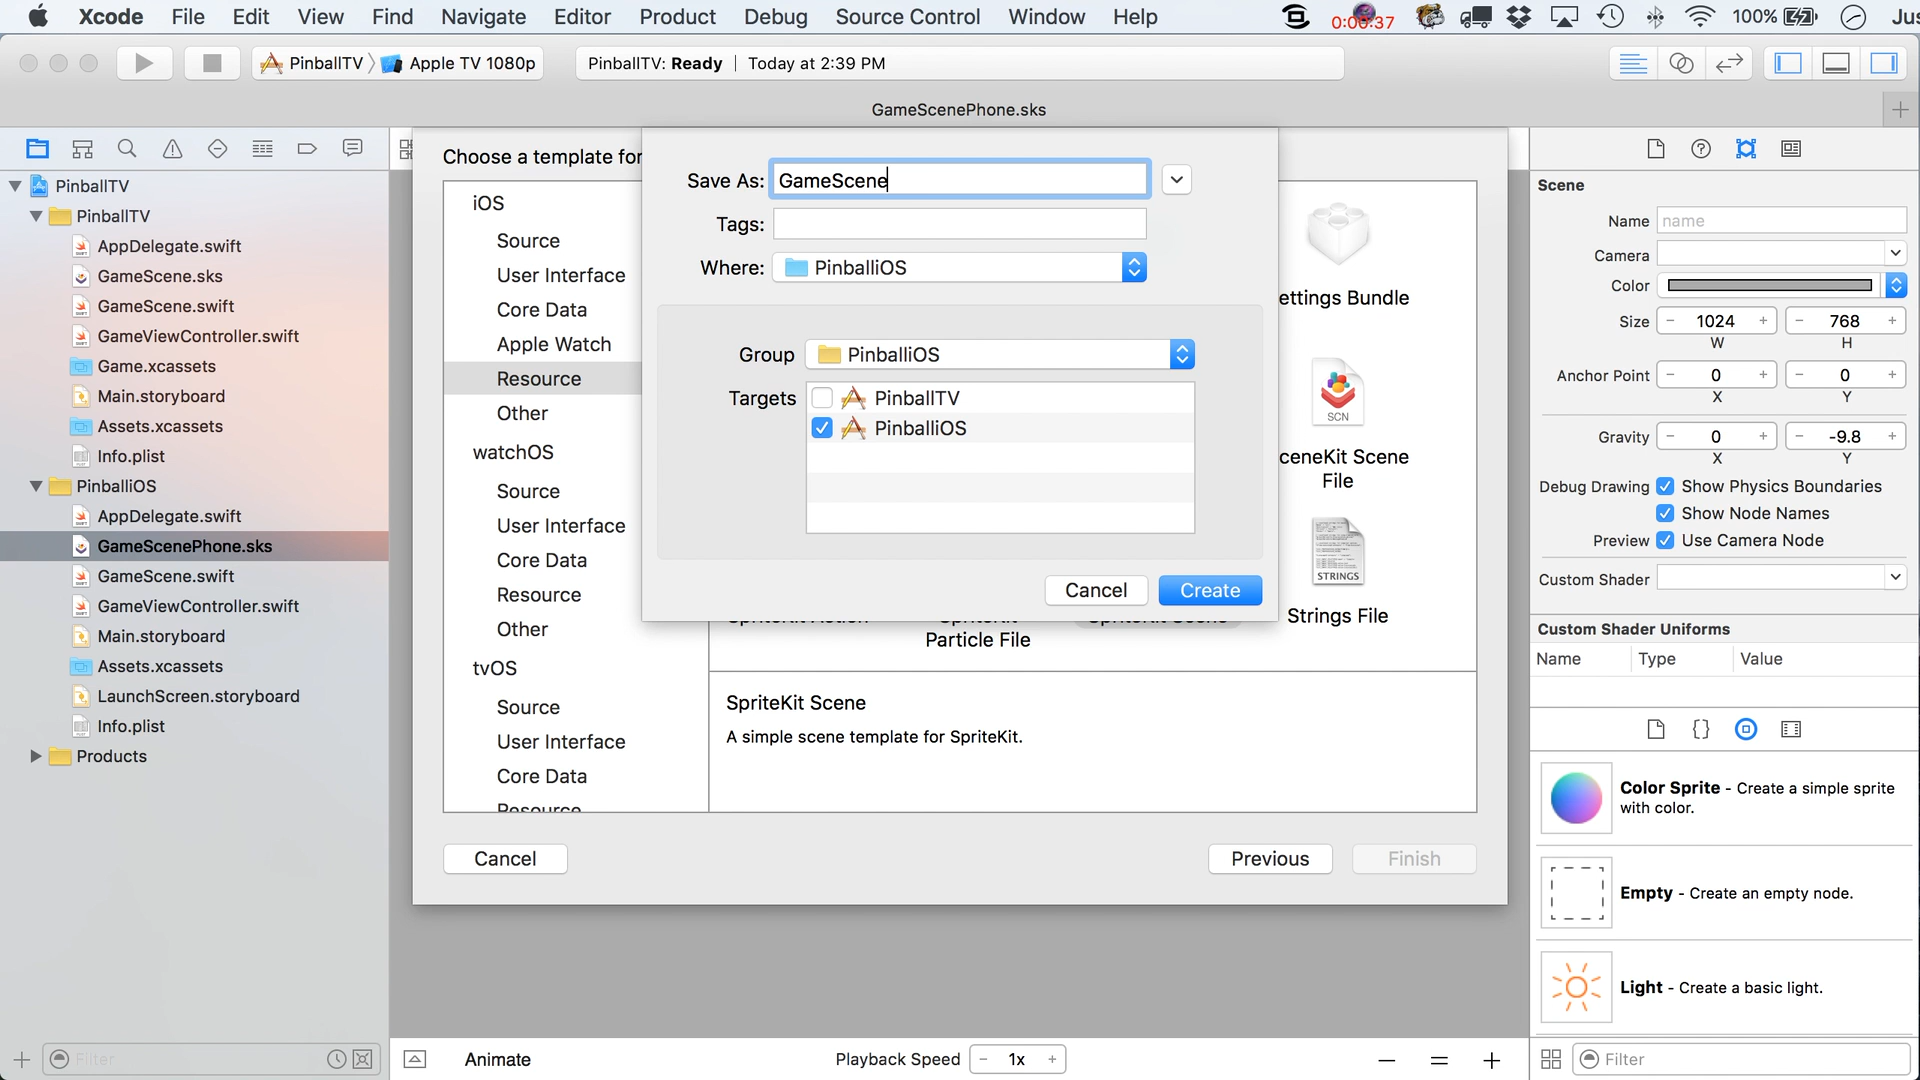 Xcode File Edit View Find Navigate Editor Product Debug Source Control Window Help 0:00:37 100% Jus
PinballTV Apple TV 1080p PinballTV: Ready Today at 2:39 PM
GameScenePhone.sks
PinballTV
PinballTV
AppDelegate.swift
GameScene.sks
GameScene.swift
GameViewController.swift
Game.xcassets
Main.storyboard
Assets.xcassets
Info.plist
PinballiOS
AppDelegate.swift
GameScenePhone.sks
GameScene.swift
GameViewController.swift
Main.storyboard
Assets.xcassets
LaunchScreen.storyboard
Info.plist
Products
Filter
Choose a template for
iOS
Source
User Interface
Core Data
Apple Watch
Resource
Other
watchOS
Source
User Interface
Core Data
Resource
Other
tvOS
Source
User Interface
Core Data
Resource
Save As: GameScene
Tags:
Where: PinballiOS
Group PinballiOS
Targets PinballTV
PinballiOS
Cancel Create
ettings Bundle
SCN
ceneKit Scene
File
STRINGS
Strings File
SpriteKit Action SpriteKit SpriteKit Scene
Particle File
SpriteKit Scene
A simple scene template for SpriteKit.
Cancel Previous Finish
Animate Playback Speed − 1x +
Scene
Name name
Camera
Color
Size − 1024 + − 768 +
W H
Anchor Point − 0 + − 0 +
X Y
Gravity − 0 + − -9.8 +
X Y
Debug Drawing Show Physics Boundaries
Show Node Names
Preview Use Camera Node
Custom Shader
Custom Shader Uniforms
Name Type Value
Color Sprite - Create a simple sprite
with color.
Empty - Create an empty node.
Light - Create a basic light.
Filter